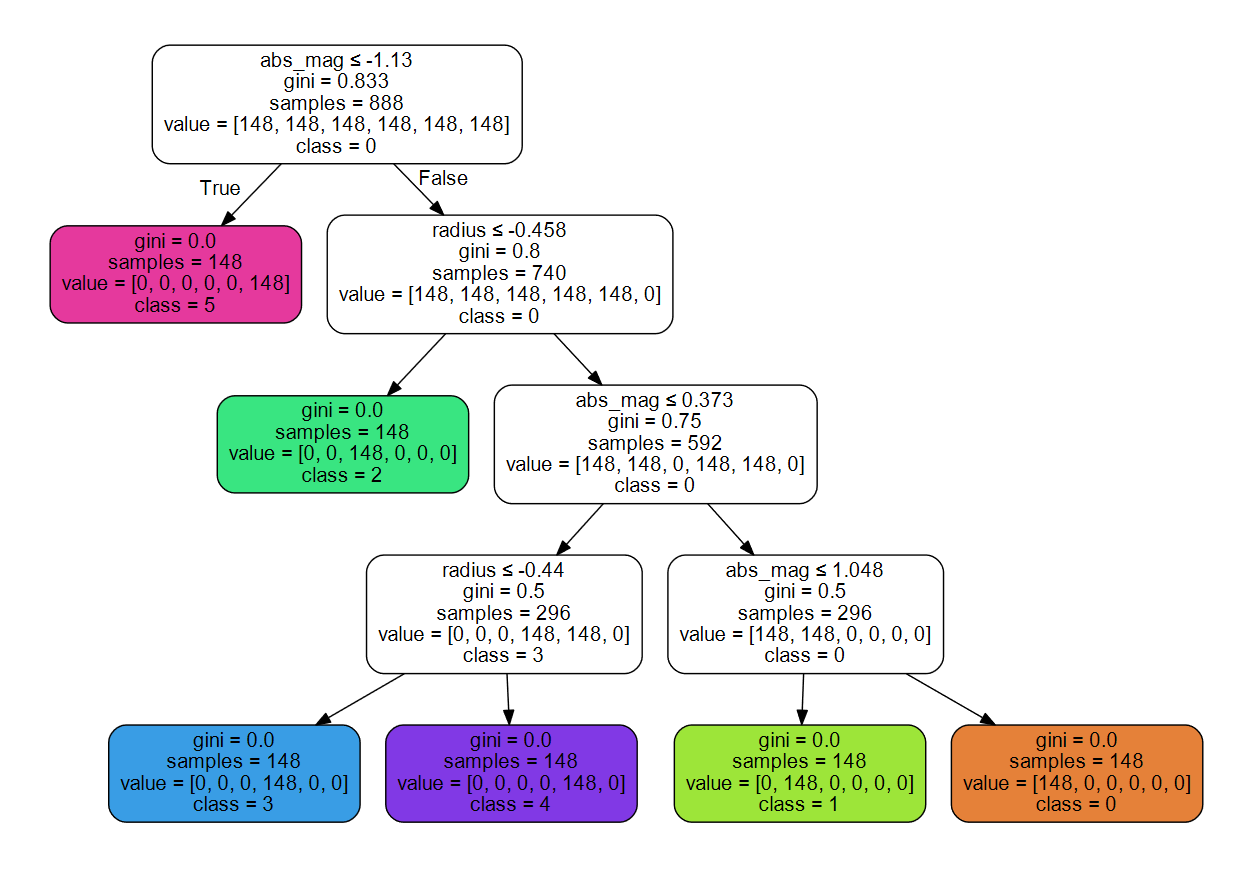 abs_mag ≤ -1.13
gini = 0.833
samples = 888
value = [148, 148, 148, 148, 148, 148]
class = 0
True
False
gini = 0.0
samples = 148
value = [0, 0, 0, 0, 0, 148]
class = 5
radius ≤ -0.458
gini = 0.8
samples = 740
value = [148, 148, 148, 148, 148, 0]
class = 0
gini = 0.0
samples = 148
value = [0, 0, 148, 0, 0, 0]
class = 2
abs_mag ≤ 0.373
gini = 0.75
samples = 592
value = [148, 148, 0, 148, 148, 0]
class = 0
radius ≤ -0.44
gini = 0.5
samples = 296
value = [0, 0, 0, 148, 148, 0]
class = 3
abs_mag ≤ 1.048
gini = 0.5
samples = 296
value = [148, 148, 0, 0, 0, 0]
class = 0
gini = 0.0
samples = 148
value = [0, 0, 0, 148, 0, 0]
class = 3
gini = 0.0
samples = 148
value = [0, 0, 0, 0, 148, 0]
class = 4
gini = 0.0
samples = 148
value = [0, 148, 0, 0, 0, 0]
class = 1
gini = 0.0
samples = 148
value = [148, 0, 0, 0, 0, 0]
class = 0